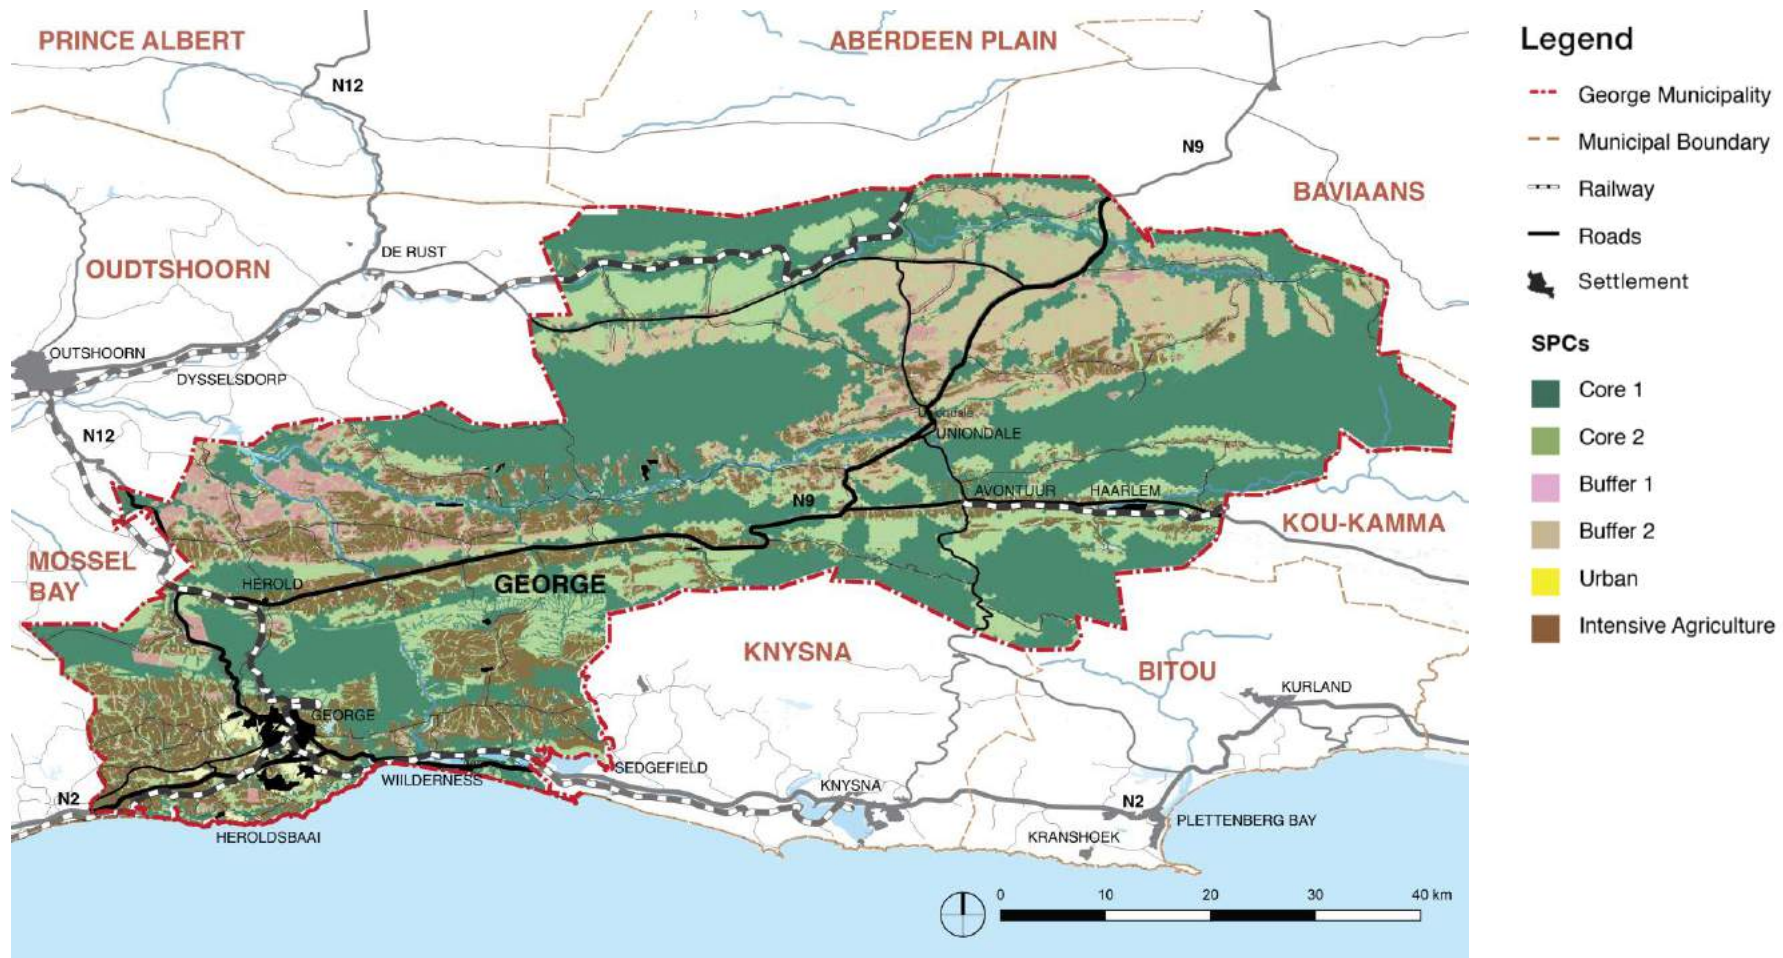 PRINCE ALBERT
ABERDEEN PLAIN
N12
N9
BAVIAANS
DE RUST
OUDTSHOORN
OUTSHOORN
DYSSELSDORP
N12
Uniondale
UNIONDALE
N9
AVONTUUR
HAARLEM
KOU-KAMMA
MOSSEL
BAY
HEROLD
GEORGE
KNYSNA
BITOU
KURLAND
GEORGE
SEDGEFIELD
WIILDERNESS
KNYSNA
N2
N2
PLETTENBERG BAY
HEROLDSBAAI
KRANSHOEK
0 10 20 30 40 km
Legend
George Municipality
Municipal Boundary
Railway
Roads
Settlement
SPCs
Core 1
Core 2
Buffer 1
Buffer 2
Urban
Intensive Agriculture